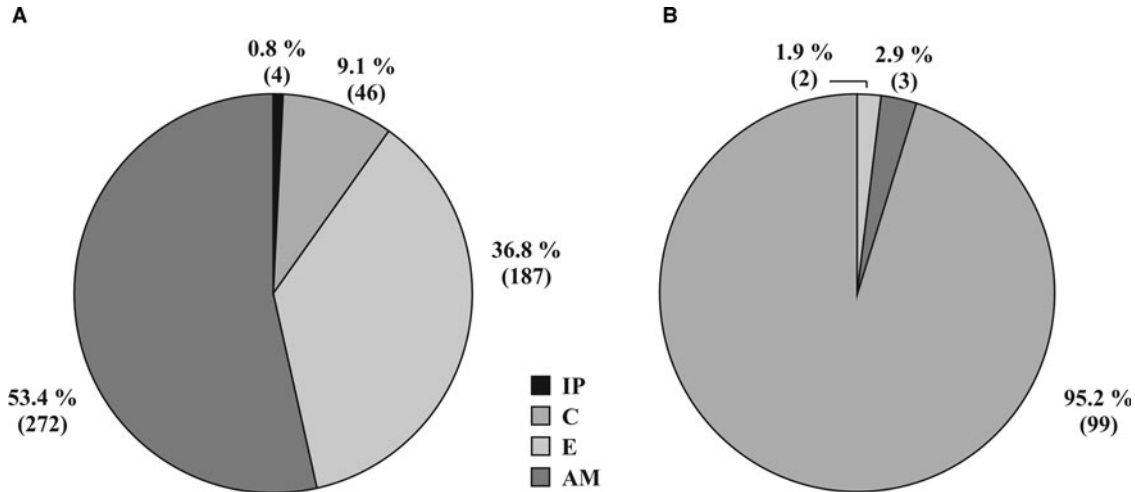 A
0.8 %
(4)
9.1 %
(46)
36.8 %
(187)
53.4 %
(272)
IP
C
E
AM
B
1.9 %
(2)
2.9 %
(3)
95.2 %
(99)